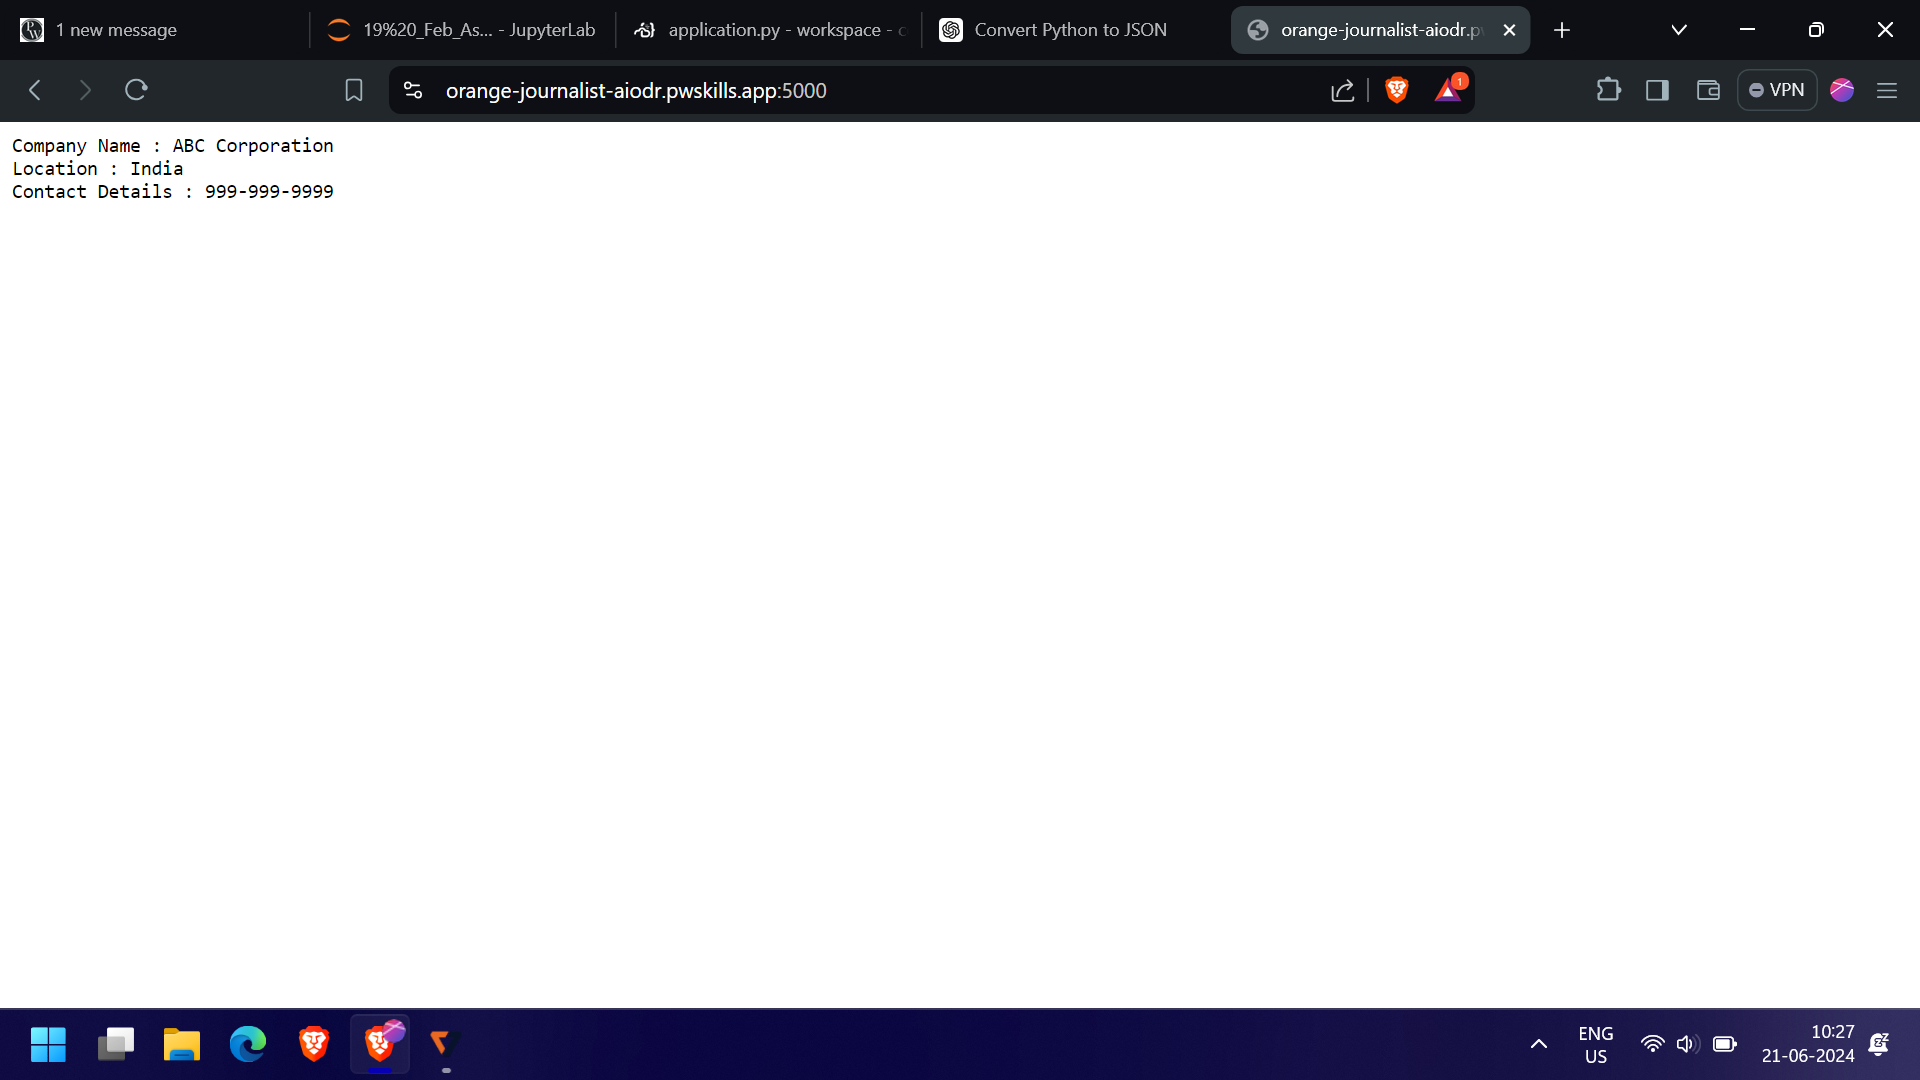 1 new message
19%20_Feb_As... - JupyterLab
application.py - workspace -
Convert Python to JSON
orange-journalist-aiodr.p
orange-journalist-aiodr.pwskills.app:5000
1
VPN
Company Name : ABC Corporation
Location : India
Contact Details : 999-999-9999
ENG
US
10:27
21-06-2024